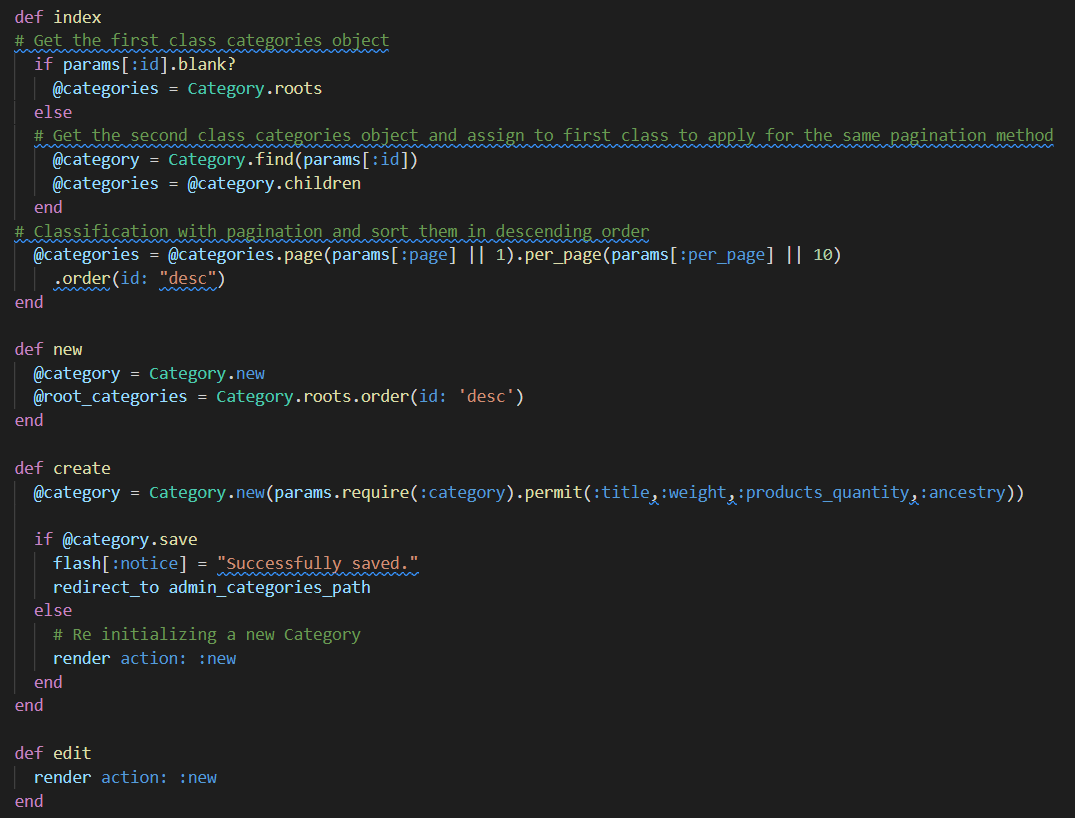 def index
# Get the first class categories object
  if params[:id].blank?
    @categories = Category.roots
  else
  # Get the second class categories object and assign to first class to apply for the same pagination method
    @category = Category.find(params[:id])
    @categories = @category.children
  end
# Classification with pagination and sort them in descending order
  @categories = @categories.page(params[:page] || 1).per_page(params[:per_page] || 10)
    .order(id: "desc")
end

def new
  @category = Category.new
  @root_categories = Category.roots.order(id: 'desc')
end

def create
  @category = Category.new(params.require(:category).permit(:title,:weight,:products_quantity,:ancestry))

  if @category.save
    flash[:notice] = "Successfully saved."
    redirect_to admin_categories_path
  else
    # Re initializing a new Category
    render action: :new
  end
end

def edit
  render action: :new
end